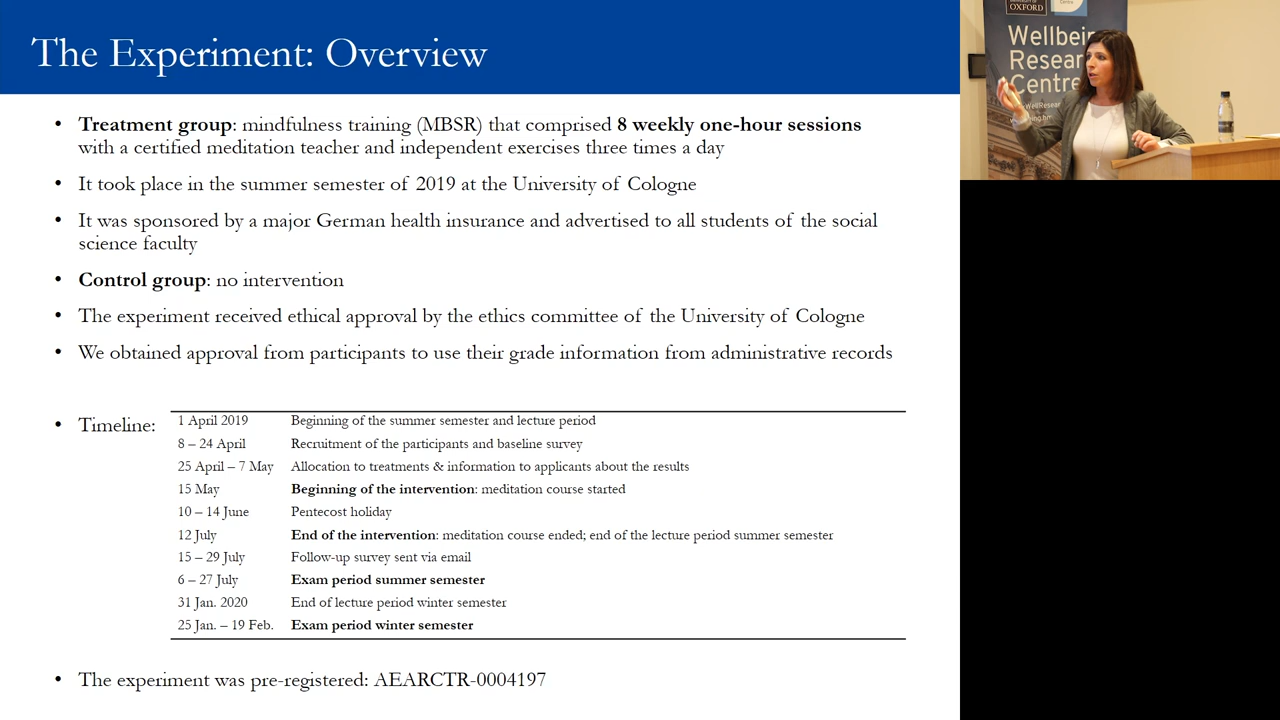 The Experiment: Overview
• Treatment group: mindfulness training (MBSR) that comprised 8 weekly one-hour sessions
with a certified meditation teacher and independent exercises three times a day
• It took place in the summer semester of 2019 at the University of Cologne
• It was sponsored by a major German health insurance and advertised to all students of the social
science faculty
• Control group: no intervention
• The experiment received ethical approval by the ethics committee of the University of Cologne
• We obtained approval from participants to use their grade information from administrative records
• Timeline:
1 April 2019 Beginning of the summer semester and lecture period
8 – 24 April Recruitment of the participants and baseline survey
25 April – 7 May Allocation to treatments & information to applicants about the results
15 May Beginning of the intervention: meditation course started
10 – 14 June Pentecost holiday
12 July End of the intervention: meditation course ended; end of the lecture period summer semester
15 – 29 July Follow-up survey sent via email
6 – 27 July Exam period summer semester
31 Jan. 2020 End of lecture period winter semester
25 Jan. – 19 Feb. Exam period winter semester
• The experiment was pre-registered: AEARCTR-0004197
OXFORD
Wellbein
Resear
Centre